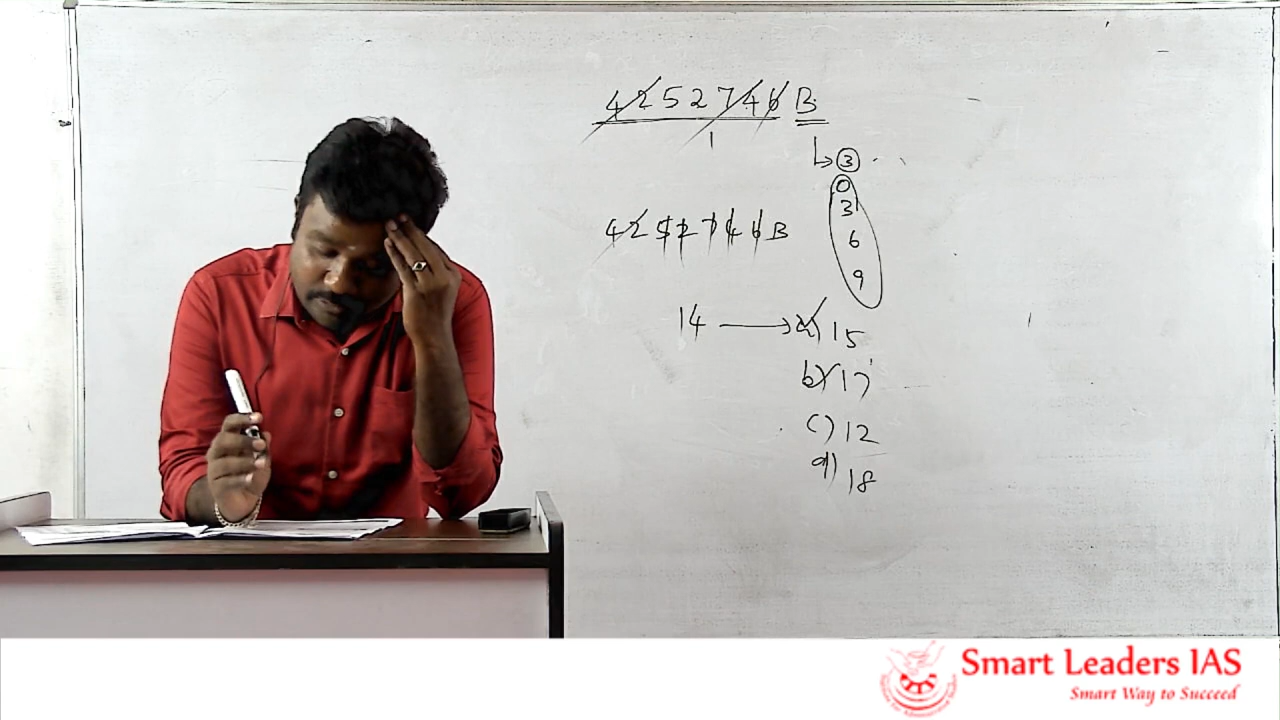 4252746B
1
→ 3
0
3
6
9
4252746B
14 → a) 15
b) 17
c) 12
d) 18
Smart Leaders IAS
Smart Way to Succeed